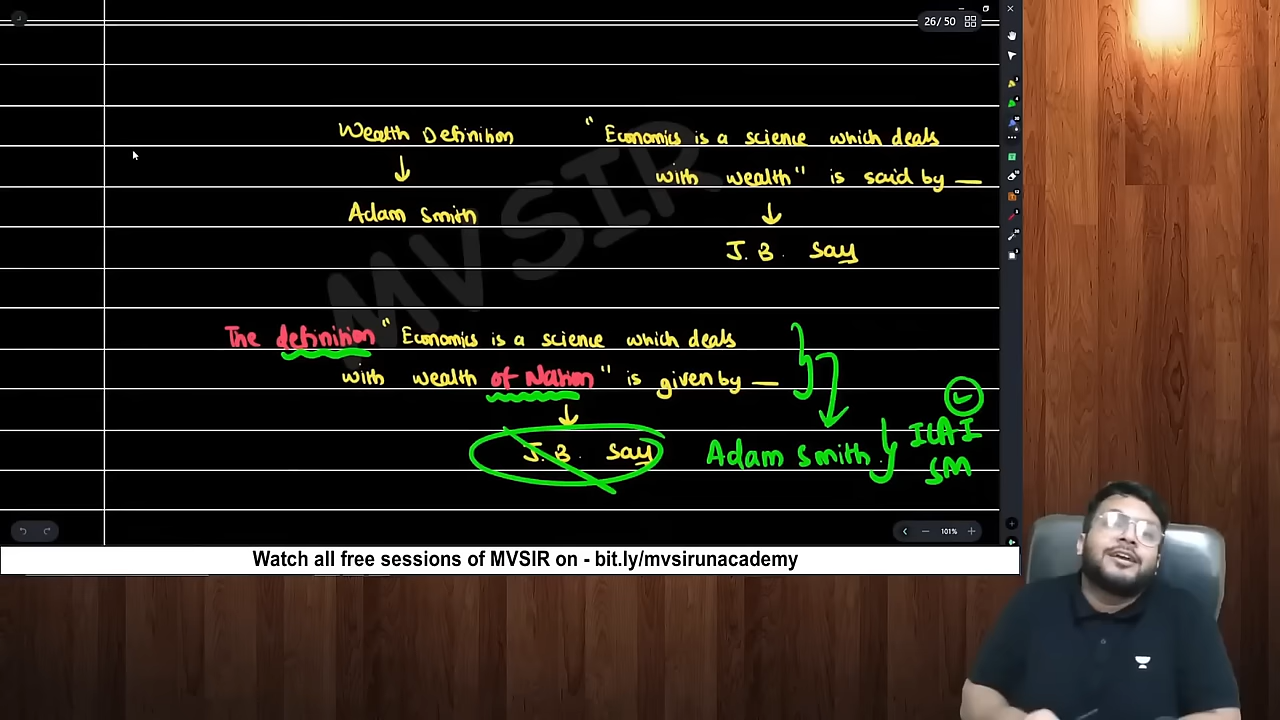 26/50
Wealth Definition
↓
Adam Smith
"Economics is a science which deals
with wealth" is said by —
↓
J. B. Say
MVSIR
The definition "Economics is a science which deals
with wealth of Nation" is given by —
↓
J. B. Say
Adam Smith
ICAI
SM
101%
Watch all free sessions of MVSIR on - bit.ly/mvsirunacademy